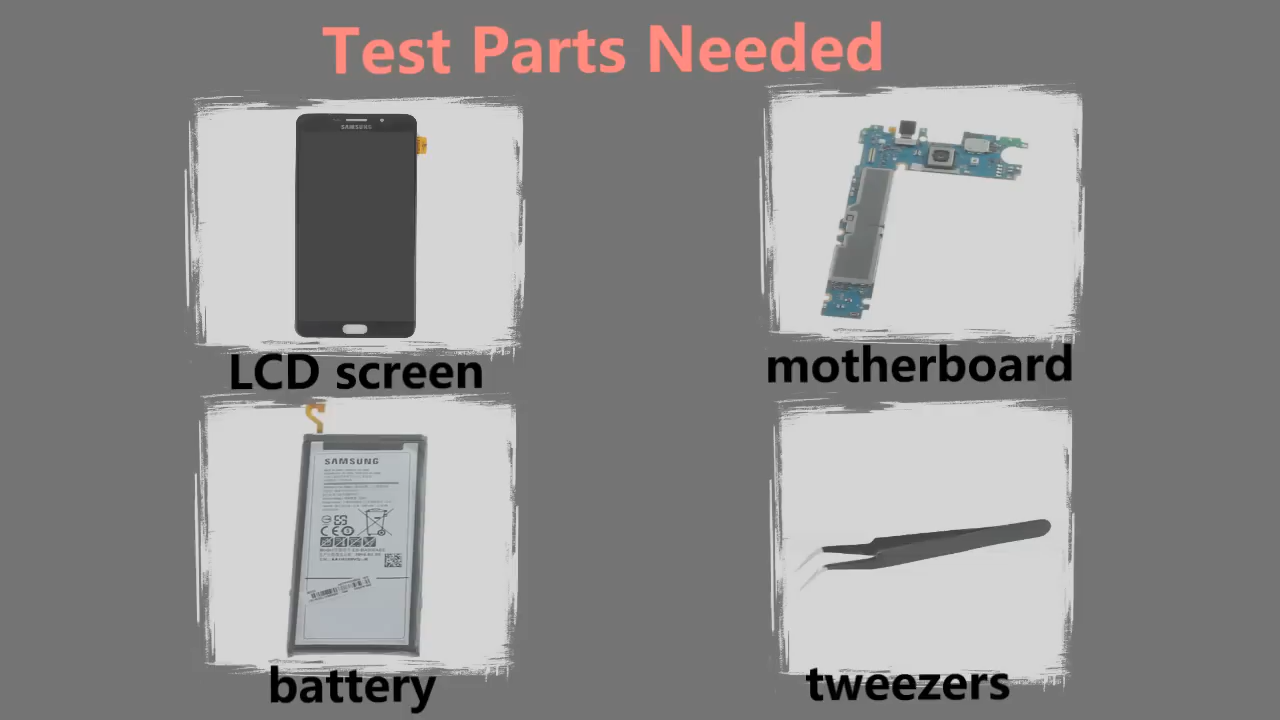 Test Parts Needed
SAMSUNG
LCD screen
motherboard
SAMSUNG
battery
tweezers